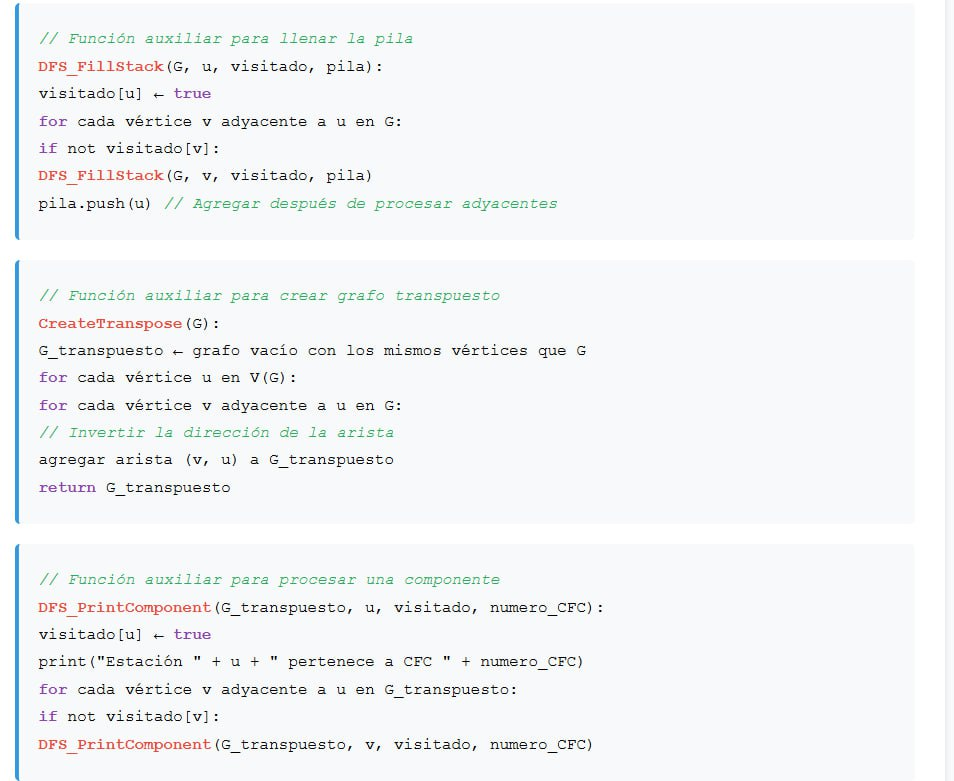 // Función auxiliar para llenar la pila
DFS_FillStack(G, u, visitado, pila):
visitado[u] ← true
for cada vértice v adyacente a u en G:
if not visitado[v]:
DFS_FillStack(G, v, visitado, pila)
pila.push(u) // Agregar después de procesar adyacentes
// Función auxiliar para crear grafo transpuesto
CreateTranspose(G):
G_transpuesto ← grafo vacío con los mismos vértices que G
for cada vértice u en V(G):
for cada vértice v adyacente a u en G:
// Invertir la dirección de la arista
agregar arista (v, u) a G_transpuesto
return G_transpuesto
// Función auxiliar para procesar una componente
DFS_PrintComponent(G_transpuesto, u, visitado, numero_CFC):
visitado[u] ← true
print("Estación " + u + " pertenece a CFC " + numero_CFC)
for cada vértice v adyacente a u en G_transpuesto:
if not visitado[v]:
DFS_PrintComponent(G_transpuesto, v, visitado, numero_CFC)